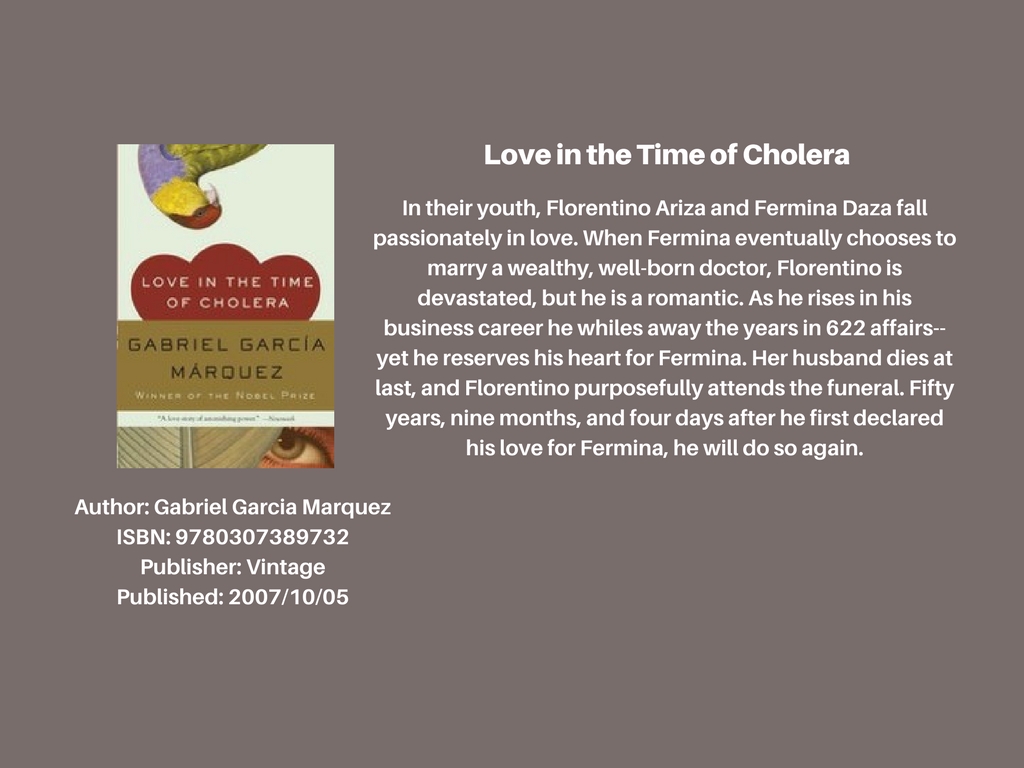 Love in the Time of Cholera
In their youth, Florentino Ariza and Fermina Daza fall
passionately in love. When Fermina eventually chooses to
marry a wealthy, well-born doctor, Florentino is
devastated, but he is a romantic. As he rises in his
business career he whiles away the years in 622 affairs--
yet he reserves his heart for Fermina. Her husband dies at
last, and Florentino purposefully attends the funeral. Fifty
years, nine months, and four days after he first declared
his love for Fermina, he will do so again.
LOVE IN THE TIME
OF CHOLERA
GABRIEL GARCÍA
MÁRQUEZ
WINNER OF THE NOBEL PRIZE
"A love story of astonishing power." —Newsweek
Author: Gabriel Garcia Marquez
ISBN: 9780307389732
Publisher: Vintage
Published: 2007/10/05